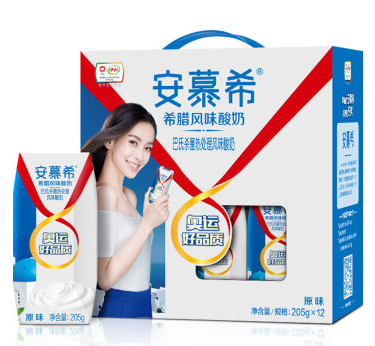 伊利
安慕希®
希腊风味酸奶
巴氏杀菌热处理风味酸奶
安慕希®
希腊风味酸奶
巴氏杀菌热处理
风味酸奶
奥运
好品质
奥运
好品质
原味
净含量:205g
原味
净含量/规格:205g×12